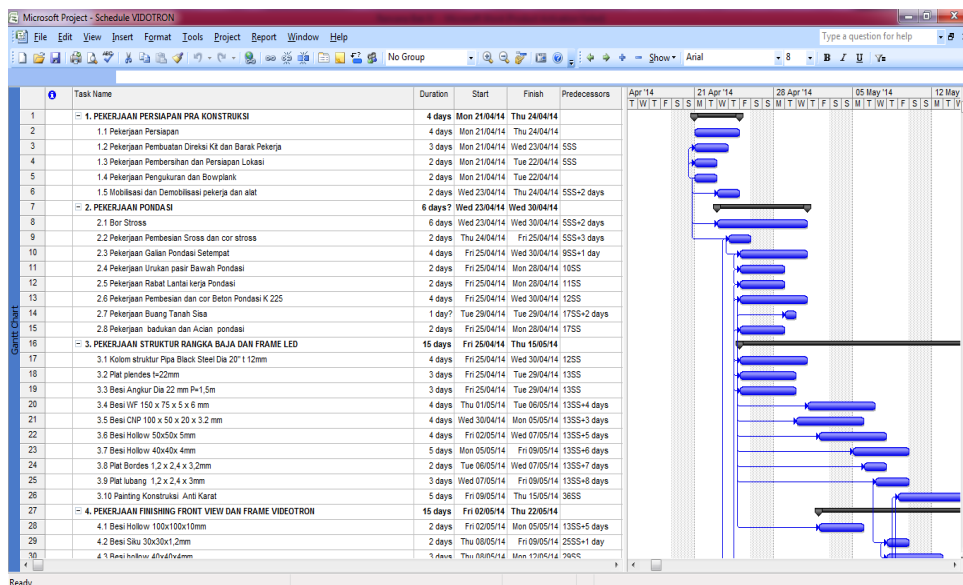 Microsoft Project - Schedule VIDOTRON
File Edit View Insert Format Tools Project Report Window Help Type a question for help
No Group Show Arial 8 B I U
Task Name Duration Start Finish Predecessors Apr '14 21 Apr '14 28 Apr '14 05 May '14 12 May
T W T F S S M T W T F S S M T W T F S S M T W T F S S M T W
1 1. PEKERJAAN PERSIAPAN PRA KONSTRUKSI 4 days Mon 21/04/14 Thu 24/04/14
2 1.1 Pekerjaan Persiapan 4 days Mon 21/04/14 Thu 24/04/14
3 1.2 Pekerjaan Pembuatan Direksi Kit dan Barak Pekerja 3 days Mon 21/04/14 Wed 23/04/14 5SS
4 1.3 Pekerjaan Pembersihan dan Persiapan Lokasi 2 days Mon 21/04/14 Tue 22/04/14 5SS
5 1.4 Pekerjaan Pengukuran dan Bowplank 2 days Mon 21/04/14 Tue 22/04/14
6 1.5 Mobilisasi dan Demobilisasi pekerja dan alat 2 days Wed 23/04/14 Thu 24/04/14 5SS+2 days
7 2. PEKERJAAN PONDASI 6 days? Wed 23/04/14 Wed 30/04/14
8 2.1 Bor Stross 6 days Wed 23/04/14 Wed 30/04/14 5SS+2 days
9 2.2 Pekerjaan Pembesian Sross dan cor stross 2 days Thu 24/04/14 Fri 25/04/14 5SS+3 days
10 2.3 Pekerjaan Galian Pondasi Setempat 4 days Fri 25/04/14 Wed 30/04/14 9SS+1 day
11 2.4 Pekerjaan Urukan pasir Bawah Pondasi 2 days Fri 25/04/14 Mon 28/04/14 10SS
12 2.5 Pekerjaan Rabat Lantai kerja Pondasi 2 days Fri 25/04/14 Mon 28/04/14 11SS
13 2.6 Pekerjaan Pembesian dan cor Beton Pondasi K 225 4 days Fri 25/04/14 Wed 30/04/14 12SS
14 2.7 Pekerjaan Buang Tanah Sisa 1 day? Tue 29/04/14 Tue 29/04/14 17SS+2 days
15 2.8 Pekerjaan badukan dan Acian pondasi 2 days Fri 25/04/14 Mon 28/04/14 17SS
16 3. PEKERJAAN STRUKTUR RANGKA BAJA DAN FRAME LED 15 days Fri 25/04/14 Thu 15/05/14
17 3.1 Kolom struktur Pipa Black Steel Dia 20" t 12mm 4 days Fri 25/04/14 Wed 30/04/14 12SS
18 3.2 Plat plendes t=22mm 3 days Fri 25/04/14 Tue 29/04/14 13SS
19 3.3 Besi Angkur Dia 22 mm P=1,5m 3 days Fri 25/04/14 Tue 29/04/14 13SS
20 3.4 Besi WF 150 x 75 x 5 x 6 mm 4 days Thu 01/05/14 Tue 06/05/14 13SS+4 days
21 3.5 Besi CNP 100 x 50 x 20 x 3.2 mm 4 days Wed 30/04/14 Mon 05/05/14 13SS+3 days
22 3.6 Besi Hollow 50x50x 5mm 4 days Fri 02/05/14 Wed 07/05/14 13SS+5 days
23 3.7 Besi Hollow 40x40x 4mm 5 days Mon 05/05/14 Fri 09/05/14 13SS+6 days
24 3.8 Plat Bordes 1,2 x 2,4 x 3,2mm 2 days Tue 06/05/14 Wed 07/05/14 13SS+7 days
25 3.9 Plat lubang 1,2 x 2,4 x 3mm 3 days Wed 07/05/14 Fri 09/05/14 13SS+8 days
26 3.10 Painting Konstruksi Anti Karat 5 days Fri 09/05/14 Thu 15/05/14 36SS
27 4. PEKERJAAN FINISHING FRONT VIEW DAN FRAME VIDEOTRON 15 days Fri 02/05/14 Thu 22/05/14
28 4.1 Besi Hollow 100x100x10mm 2 days Fri 02/05/14 Mon 05/05/14 13SS+5 days
29 4.2 Besi Siku 30x30x1,2mm 2 days Thu 08/05/14 Fri 09/05/14 25SS+1 day
30 4.3 Besi hollow 40x40x4mm 3 days Thu 08/05/14 Mon 12/05/14 29SS
Gantt Chart
Ready